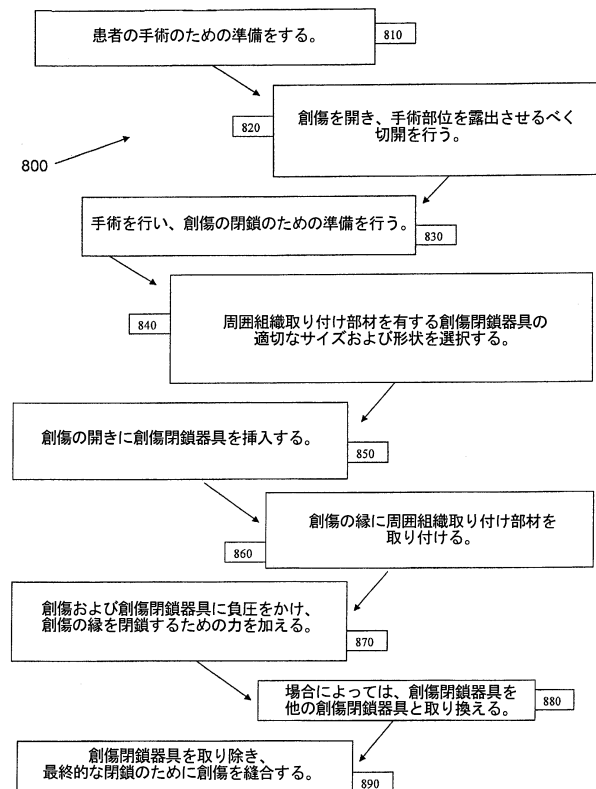 患者の手術のための準備をする。
810
創傷を開き、手術部位を露出させるべく
切開を行う。
820
800
手術を行い、創傷の閉鎖のための準備を行う。
830
周囲組織取り付け部材を有する創傷閉鎖器具の
適切なサイズおよび形状を選択する。
840
創傷の開きに創傷閉鎖器具を挿入する。
850
創傷の縁に周囲組織取り付け部材を
取り付ける。
860
創傷および創傷閉鎖器具に負圧をかけ、
創傷の縁を閉鎖するための力を加える。
870
場合によっては、創傷閉鎖器具を
他の創傷閉鎖器具と取り換える。
880
創傷閉鎖器具を取り除き、
最終的な閉鎖のために創傷を縫合する。
890